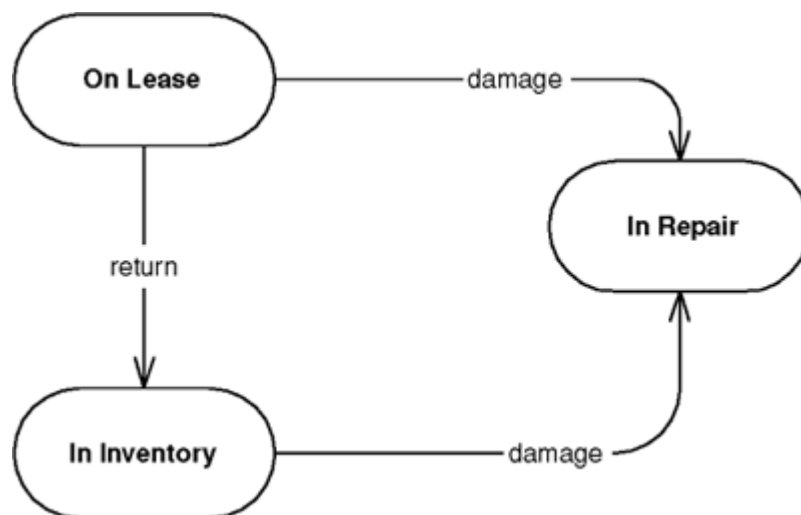 On Lease
damage
In Repair
return
In Inventory
damage